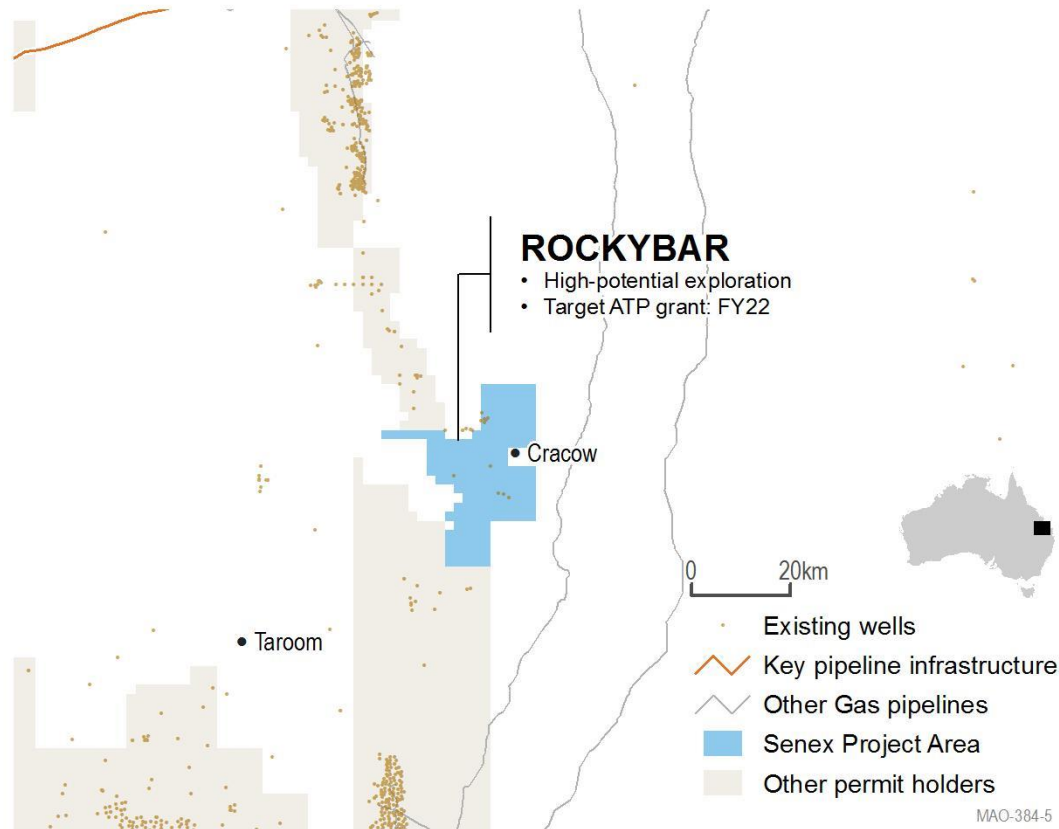 ROCKYBAR
• High-potential exploration
• Target ATP grant: FY22
Cracow
Taroom
0 20km
Existing wells
Key pipeline infrastructure
Other Gas pipelines
Senex Project Area
Other permit holders
MAO-384-5